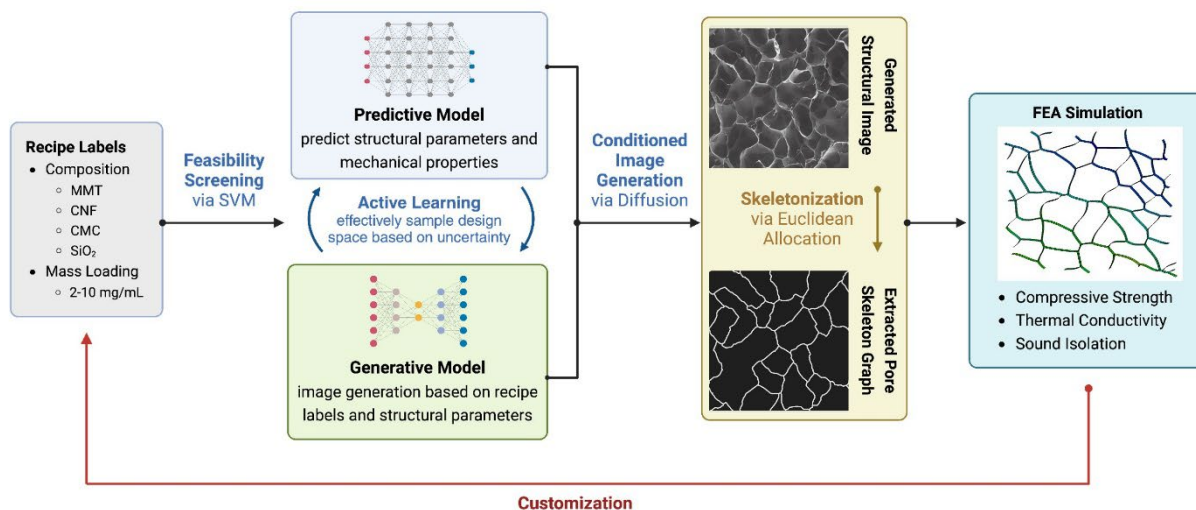 Recipe Labels
Composition
MMT
CNF
CMC
SiO₂
Mass Loading
2-10 mg/mL
Feasibility
Screening
via SVM
Predictive Model
predict structural parameters and
mechanical properties
Active Learning
effectively sample design
space based on uncertainty
Generative Model
image generation based on recipe
labels and structural parameters
Conditioned
Image
Generation
via Diffusion
Generated
Structural Image
Skeletonization
via Euclidean
Allocation
Extracted Pore
Skeleton Graph
FEA Simulation
Compressive Strength
Thermal Conductivity
Sound Isolation
Customization